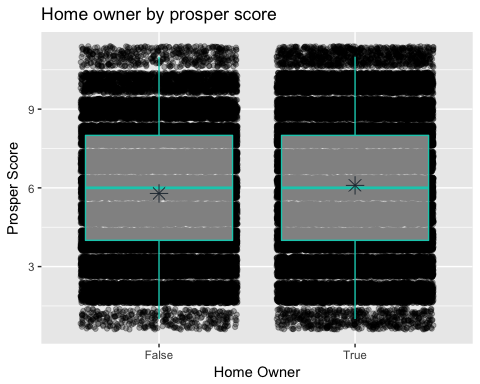 Home owner by prosper score
9
6
3
Prosper Score
False
True
Home Owner